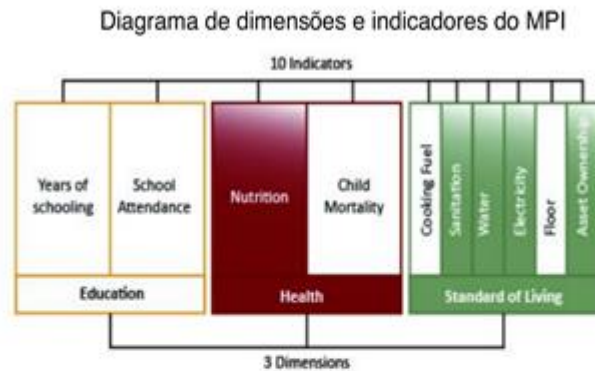 Diagrama de dimensões e indicadores do MPI
10 Indicators
Years of
schooling
School
Attendance
Nutrition
Child
Mortality
Cooking Fuel
Sanitation
Water
Electricity
Floor
Asset Ownership
Education
Health
Standard of Living
3 Dimensions